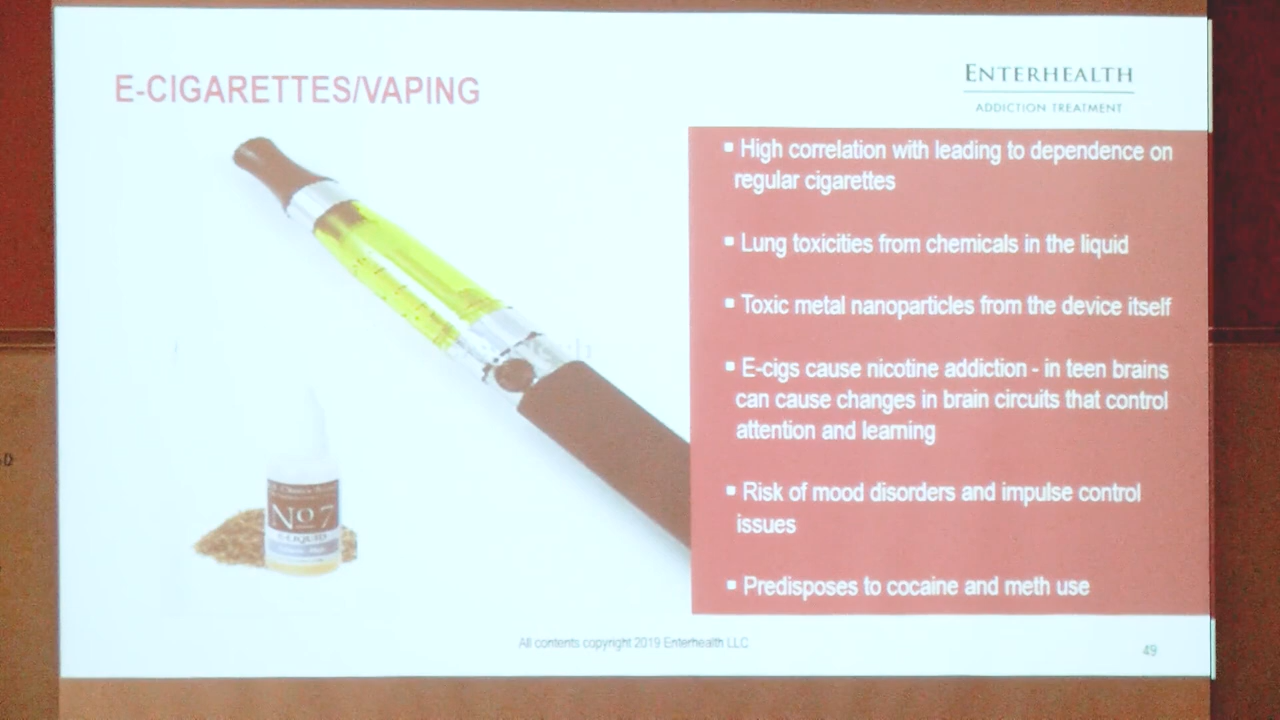 E-CIGARETTES/VAPING
ENTERHEALTH
ADDICTION TREATMENT
▪ High correlation with leading to dependence on
regular cigarettes
▪ Lung toxicities from chemicals in the liquid
▪ Toxic metal nanoparticles from the device itself
▪ E-cigs cause nicotine addiction - in teen brains
can cause changes in brain circuits that control
attention and learning
▪ Risk of mood disorders and impulse control
issues
▪ Predisposes to cocaine and meth use
No 7
E-LIQUID
All contents copyright 2019 Enterhealth LLC
49